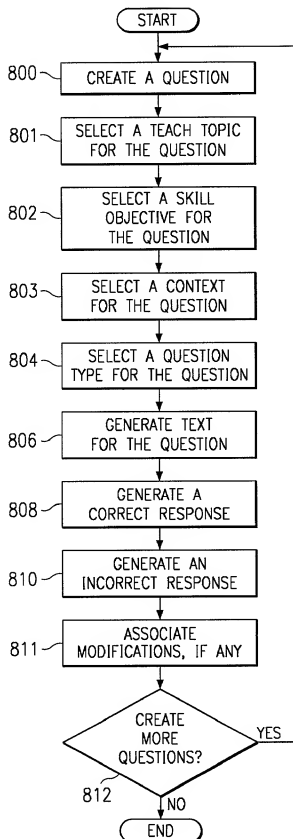 START
800
CREATE A QUESTION
801
SELECT A TEACH TOPIC
FOR THE QUESTION
802
SELECT A SKILL
OBJECTIVE FOR
THE QUESTION
803
SELECT A CONTEXT
FOR THE QUESTION
804
SELECT A QUESTION
TYPE FOR THE QUESTION
806
GENERATE TEXT
FOR THE QUESTION
808
GENERATE A
CORRECT RESPONSE
810
GENERATE AN
INCORRECT RESPONSE
811
ASSOCIATE
MODIFICATIONS, IF ANY
CREATE
MORE
QUESTIONS?
YES
812
NO
END